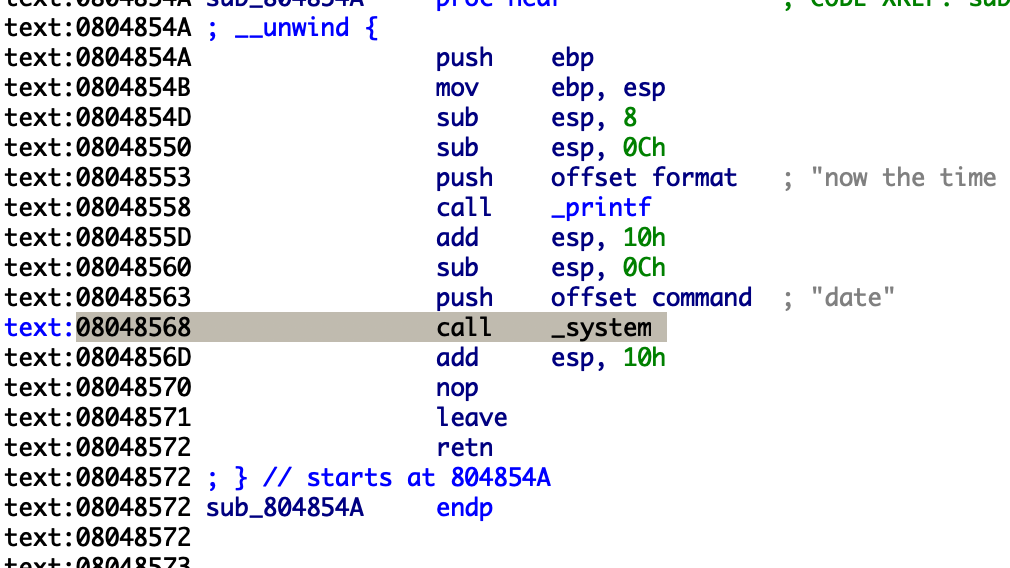 text:0804854A sub_804854A proc near ; CODE XREF: sub
text:0804854A ; __unwind {
text:0804854A push ebp
text:0804854B mov ebp, esp
text:0804854D sub esp, 8
text:08048550 sub esp, 0Ch
text:08048553 push offset format ; "now the time
text:08048558 call _printf
text:0804855D add esp, 10h
text:08048560 sub esp, 0Ch
text:08048563 push offset command ; "date"
text:08048568 call _system
text:0804856D add esp, 10h
text:08048570 nop
text:08048571 leave
text:08048572 retn
text:08048572 ; } // starts at 804854A
text:08048572 sub_804854A endp
text:08048572
text:08048573